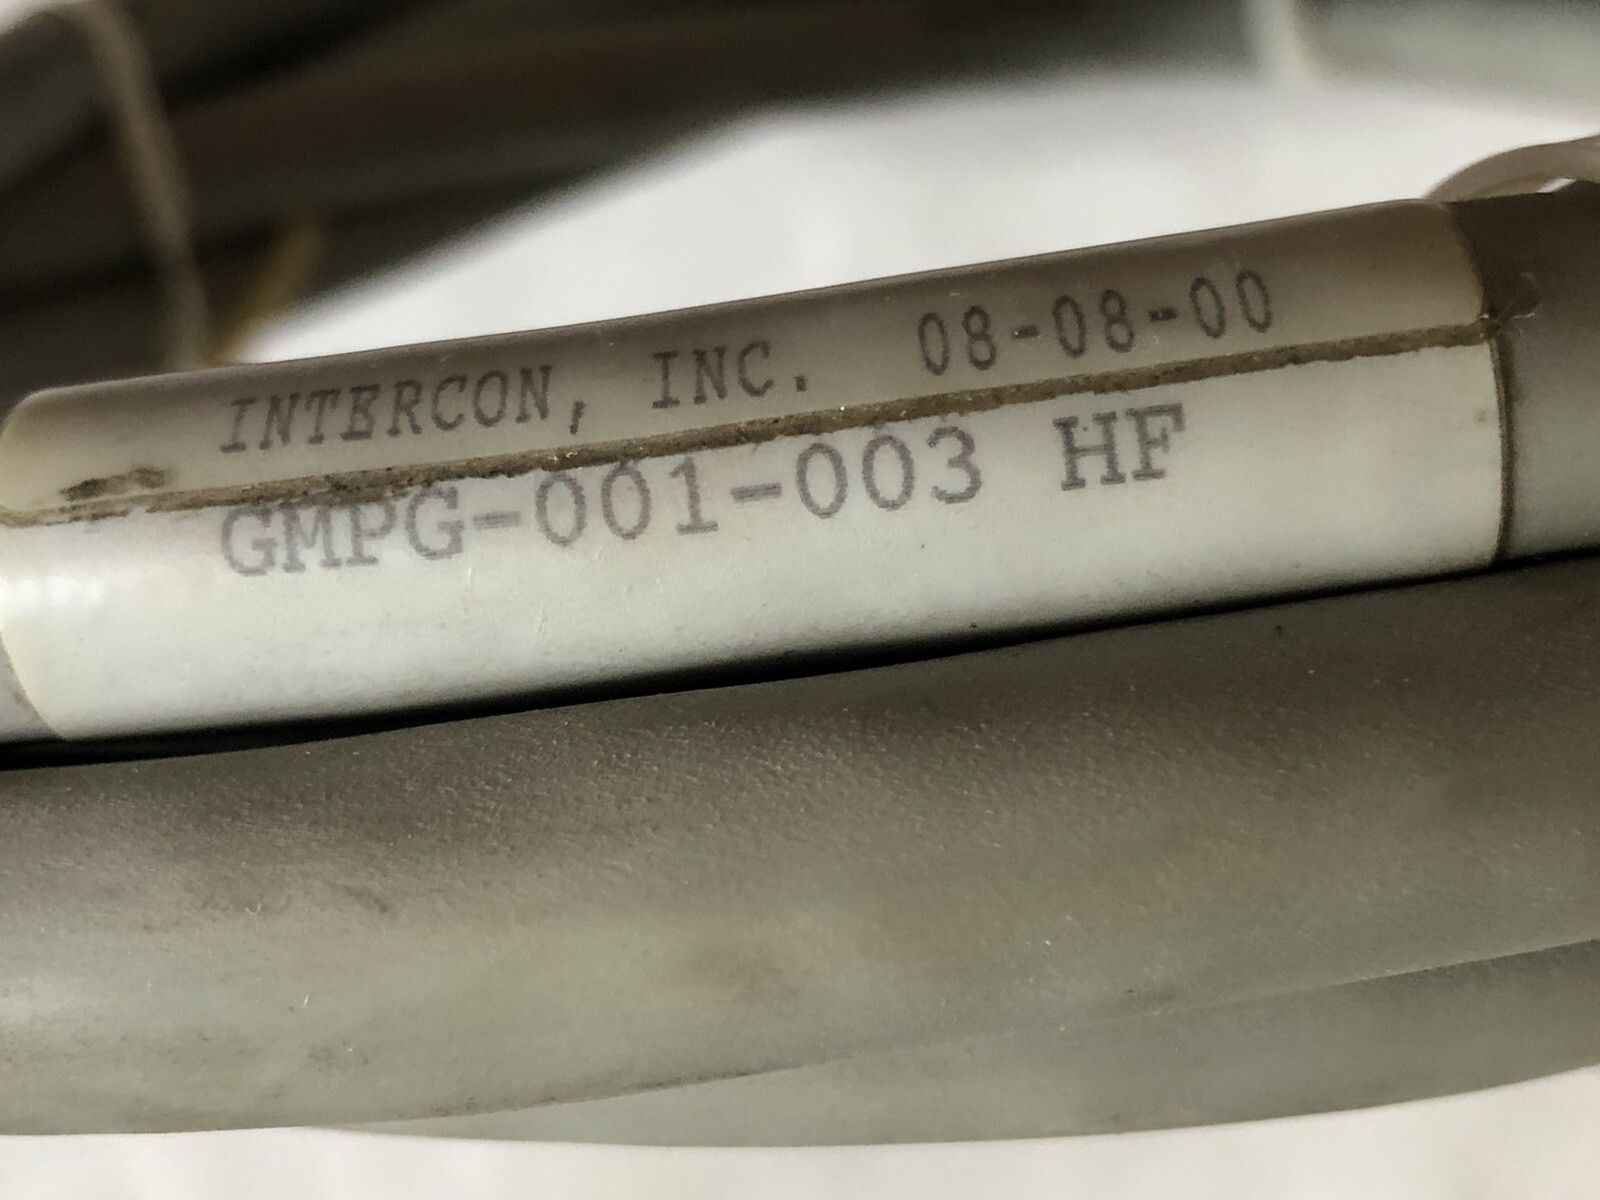 INTERCON, INC. 08-08-00
GMPG-001-003 HF